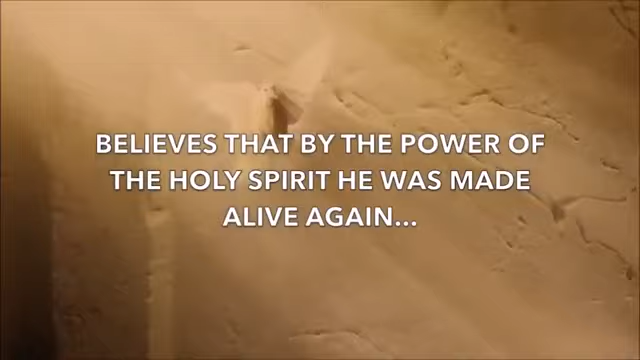 BELIEVES THAT BY THE POWER OF
THE HOLY SPIRIT HE WAS MADE
ALIVE AGAIN...